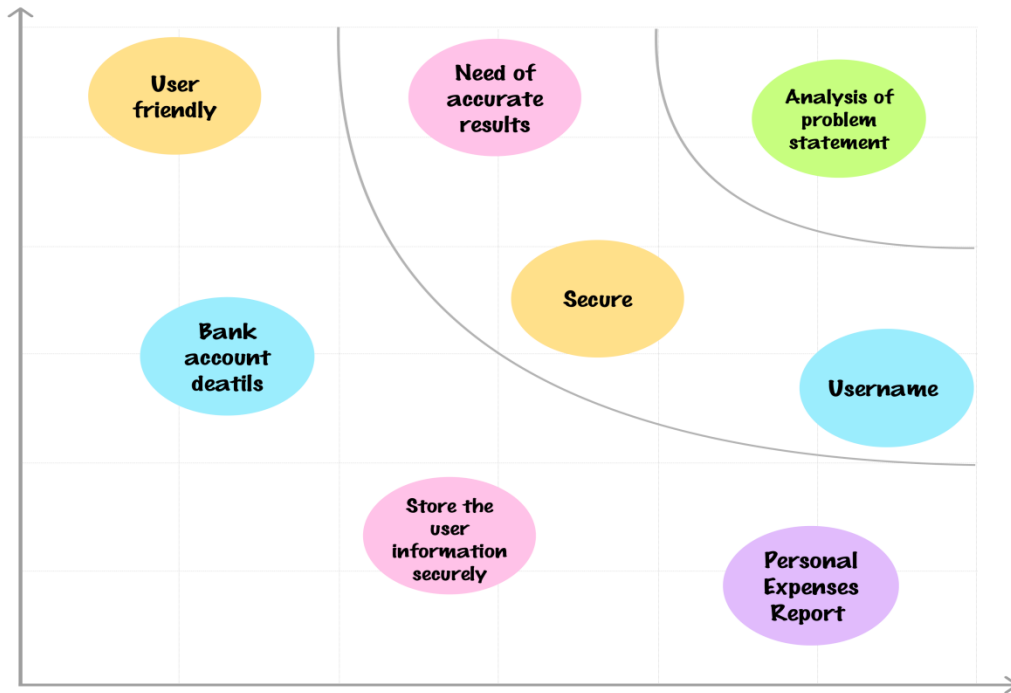 User
friendly
Need of
accurate
results
Analysis of
problem
statement
Secure
Bank
account
deatils
Username
Store the
user
information
securely
Personal
Expenses
Report